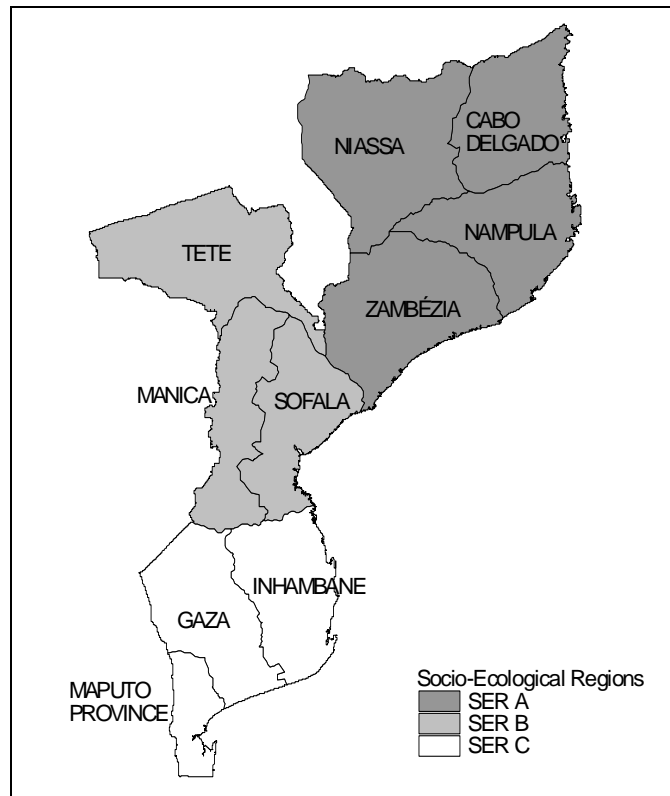 CABO
DELGADO
NIASSA
NAMPULA
TETE
ZAMBÉZIA
MANICA
SOFALA
INHAMBANE
GAZA
MAPUTO
PROVINCE
Socio-Ecological Regions
SER A
SER B
SER C